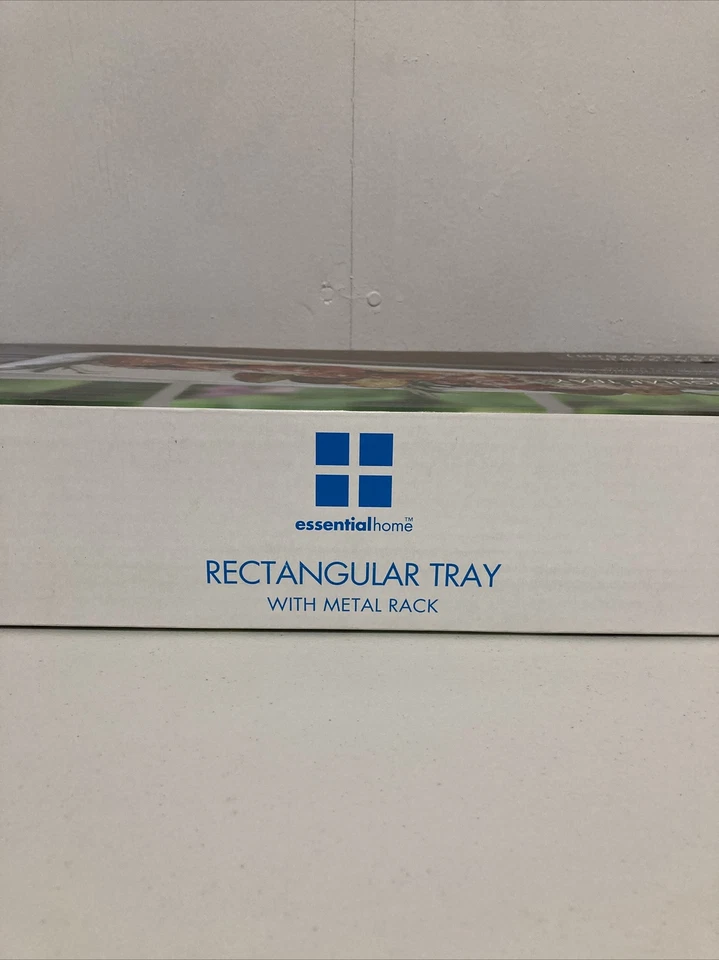 essentialhome™
RECTANGULAR TRAY
WITH METAL RACK